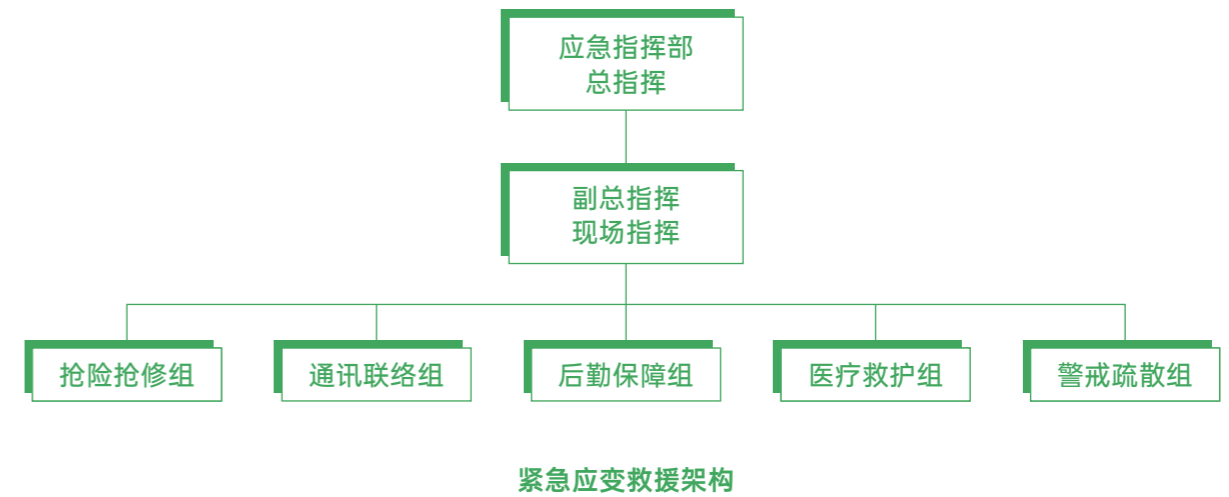 应急指挥部
总指挥
副总指挥
现场指挥
抢险抢修组
通讯联络组
后勤保障组
医疗救护组
警戒疏散组
紧急应变救援架构